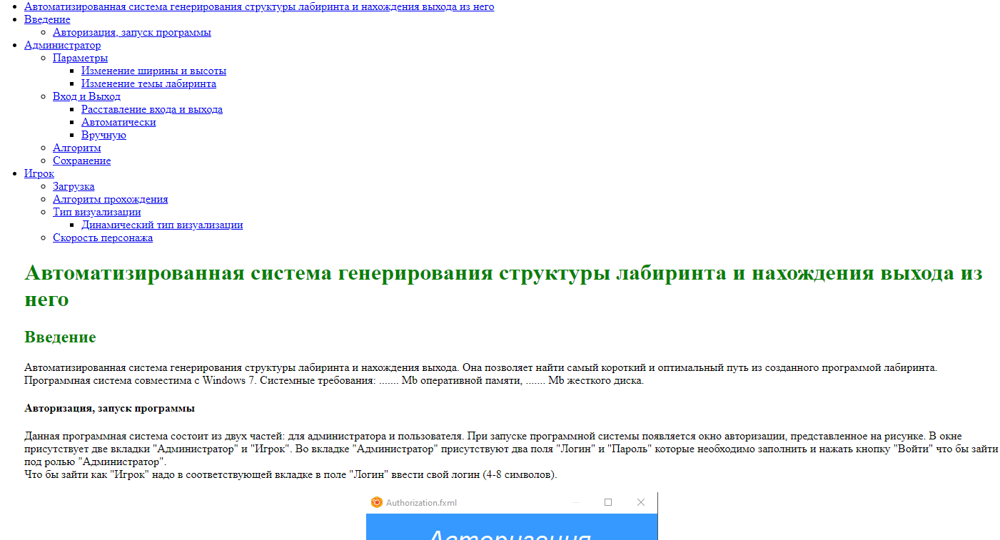 Автоматизированная система генерирования структуры лабиринта и нахождения выхода из него
Введение
Авторизация, запуск программы
Администратор
Параметры
Изменение ширины и высоты
Изменение темы лабиринта
Вход и Выход
Расставление входа и выхода
Автоматически
Вручную
Алгоритм
Сохранение
Игрок
Загрузка
Алгоритм прохождения
Тип визуализации
Динамический тип визуализации
Скорость персонажа
Автоматизированная система генерирования структуры лабиринта и нахождения выхода из
него
Введение
Автоматизированная система генерирования структуры лабиринта и нахождения выхода. Она позволяет найти самый короткий и оптимальный путь из созданного программой лабиринта.
Программная система совместима с Windows 7. Системные требования: ....... Mb оперативной памяти, ....... Mb жесткого диска.
Авторизация, запуск программы
Данная программная система состоит из двух частей: для администратора и пользователя. При запуске программной системы появляется окно авторизации, представленное на рисунке. В окне
присутствует две вкладки "Администратор" и "Игрок". Во вкладке "Администратор" присутствуют два поля "Логин" и "Пароль" которые необходимо заполнить и нажать кнопку "Войти" что бы зайти
под ролью "Администратор".
Что бы зайти как "Игрок" надо в соответствующей вкладке в поле "Логин" ввести свой логин (4-8 символов).
Authorization.fxml
Авторизация